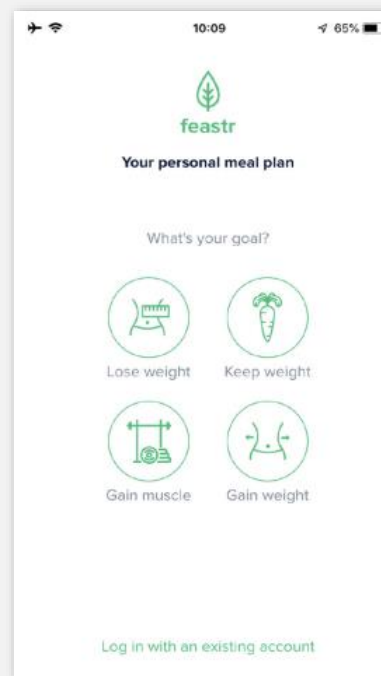 10:09 65%
feastr
Your personal meal plan
What's your goal?
Lose weight Keep weight
Gain muscle Gain weight
Log in with an existing account